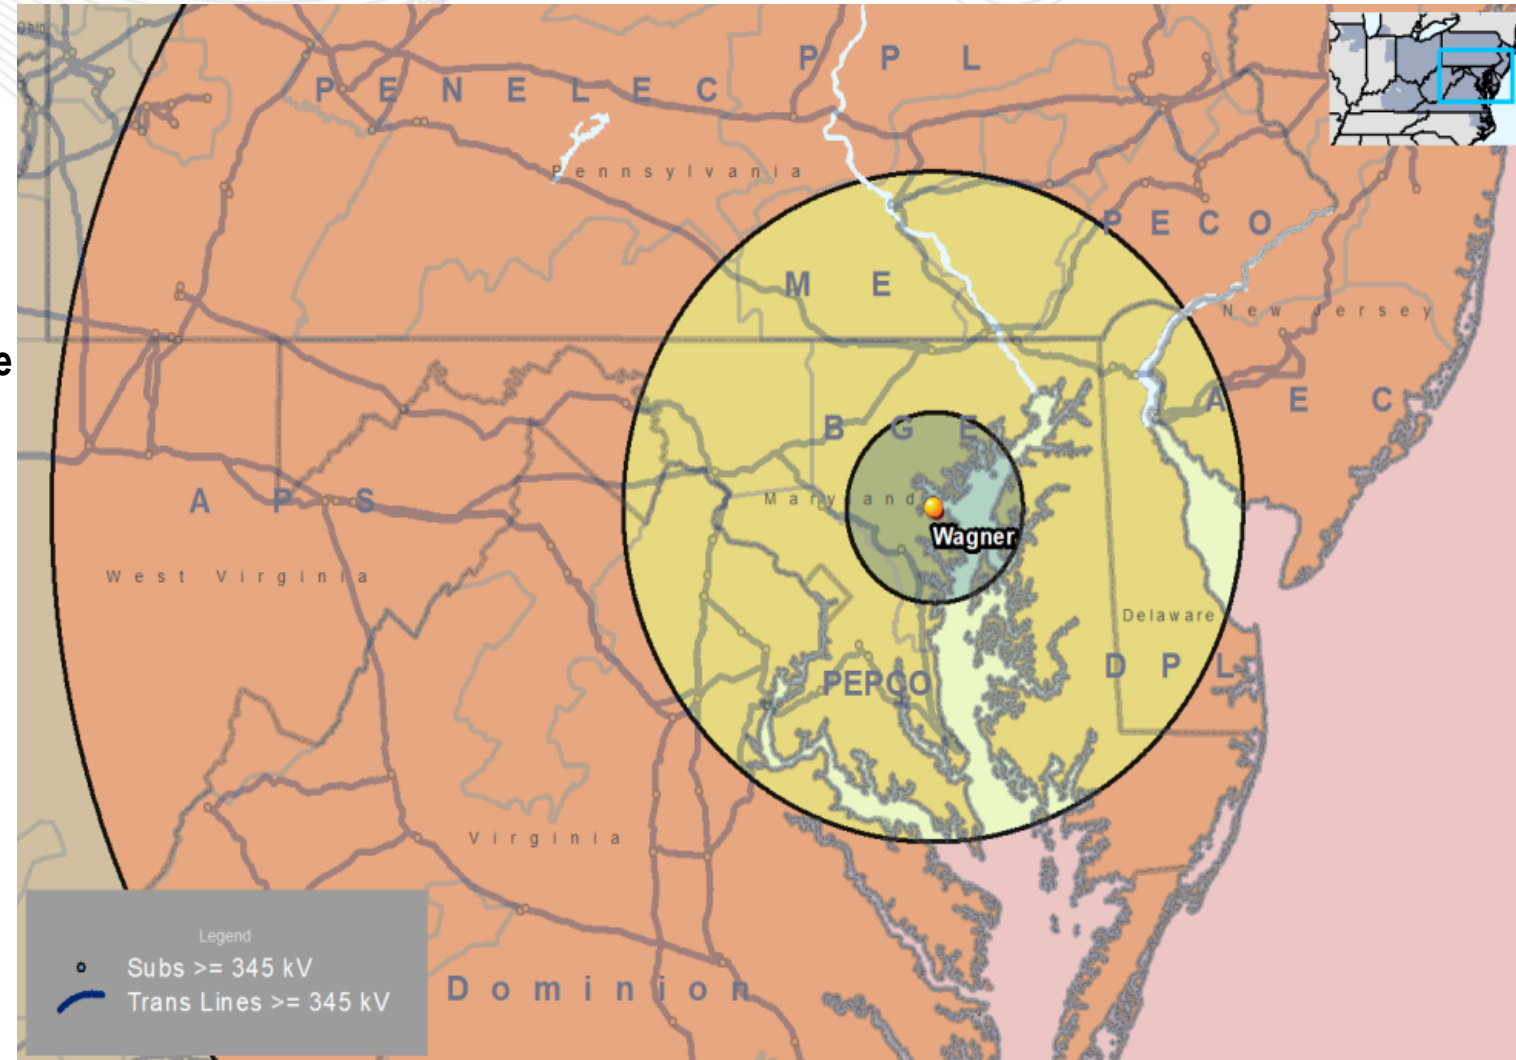 Ohio
P P L
P E N E L E C
Pennsylvania
P E C O
M E
New Jersey
e
A E C
B G E
A P S
Maryland
Wagner
West Virginia
Delaware
D P L
PEPCO
Virginia
Legend
Subs >= 345 kV
Trans Lines >= 345 kV
Dominion